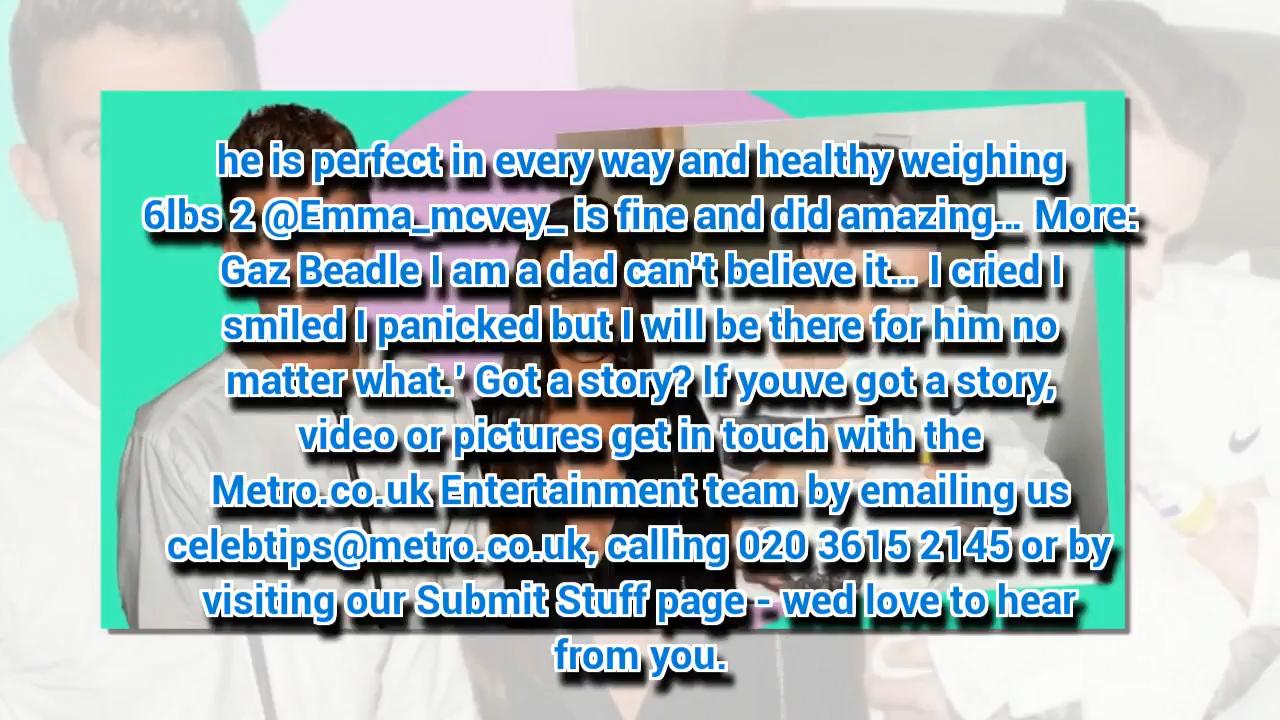 he is perfect in every way and healthy weighing
6lbs 2 @Emma_mcvey_ is fine and did amazing… More:
Gaz Beadle I am a dad can’t believe it… I cried I
smiled I panicked but I will be there for him no
matter what.’ Got a story? If youve got a story,
video or pictures get in touch with the
Metro.co.uk Entertainment team by emailing us
celebtips@metro.co.uk, calling 020 3615 2145 or by
visiting our Submit Stuff page - wed love to hear
from you.